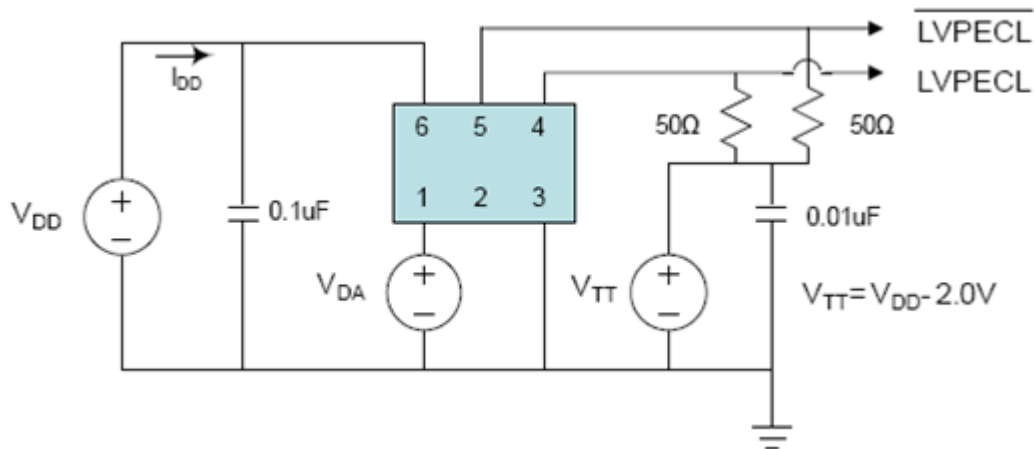 LVPECL
I_DD
LVPECL
6 5 4
50Ω 50Ω
1 2 3
V_DD
0.1uF
0.01uF
V_DA
V_TT
V_TT=V_DD- 2.0V